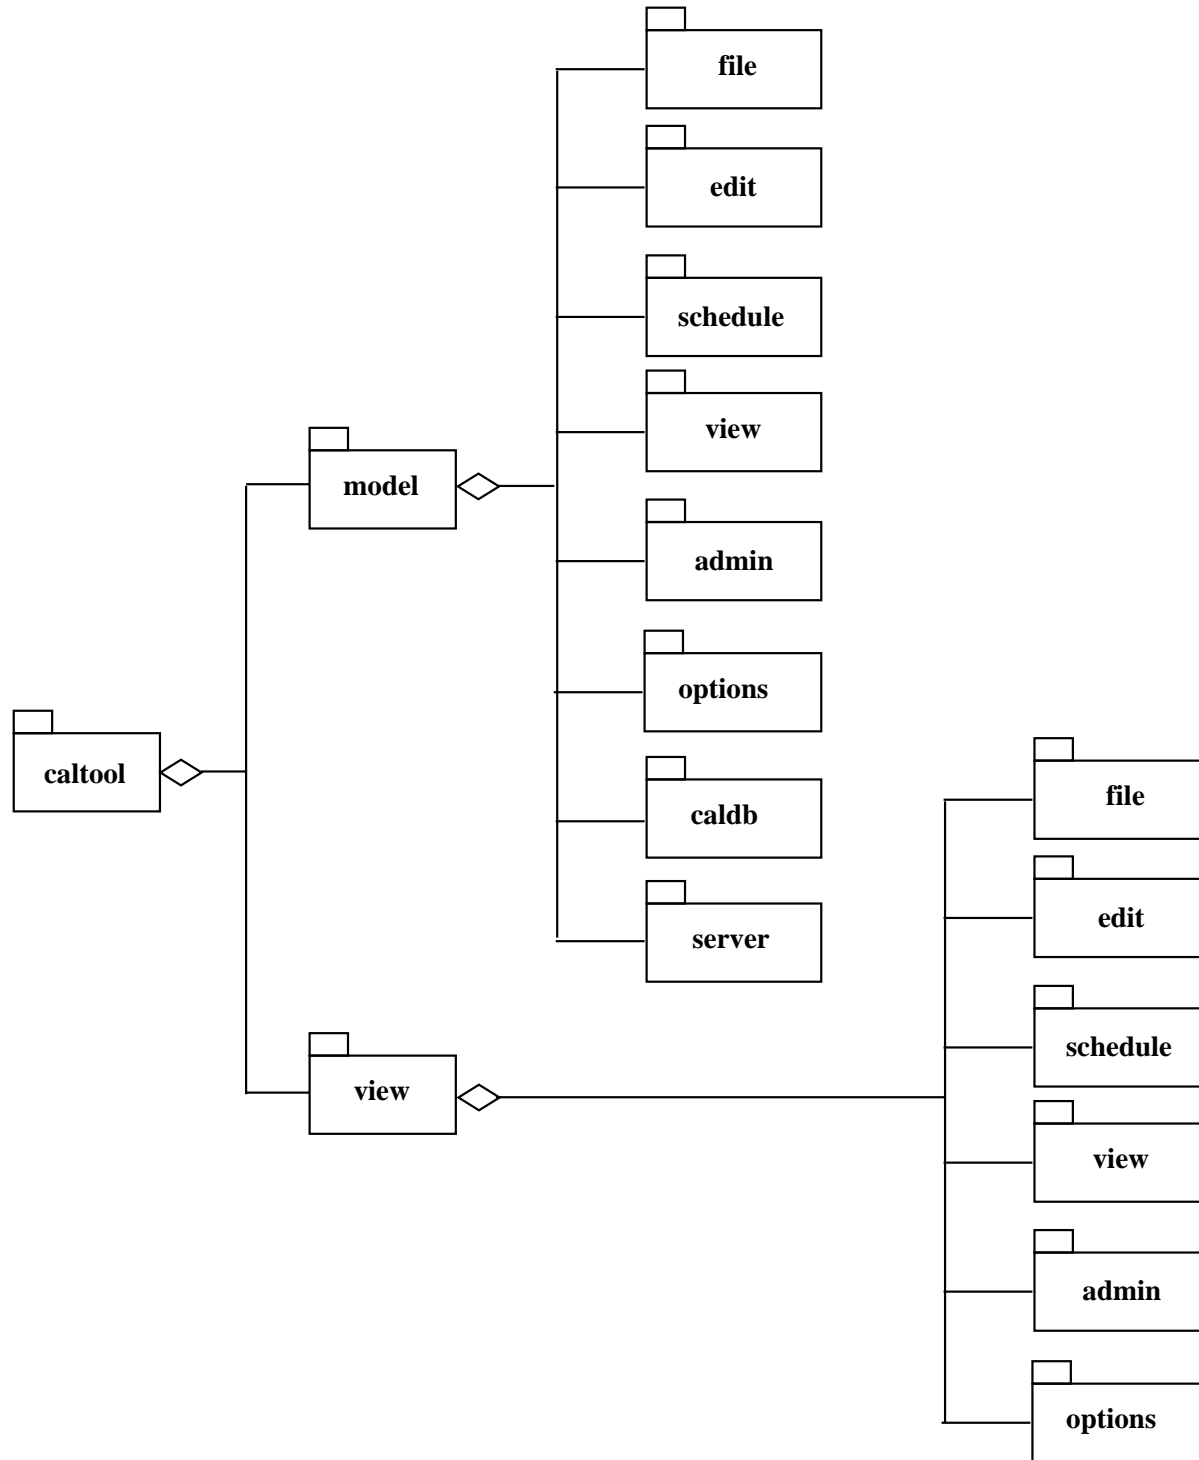 file
edit
schedule
view
model
admin
options
caltool
caldb
server
view
file
edit
schedule
view
admin
options